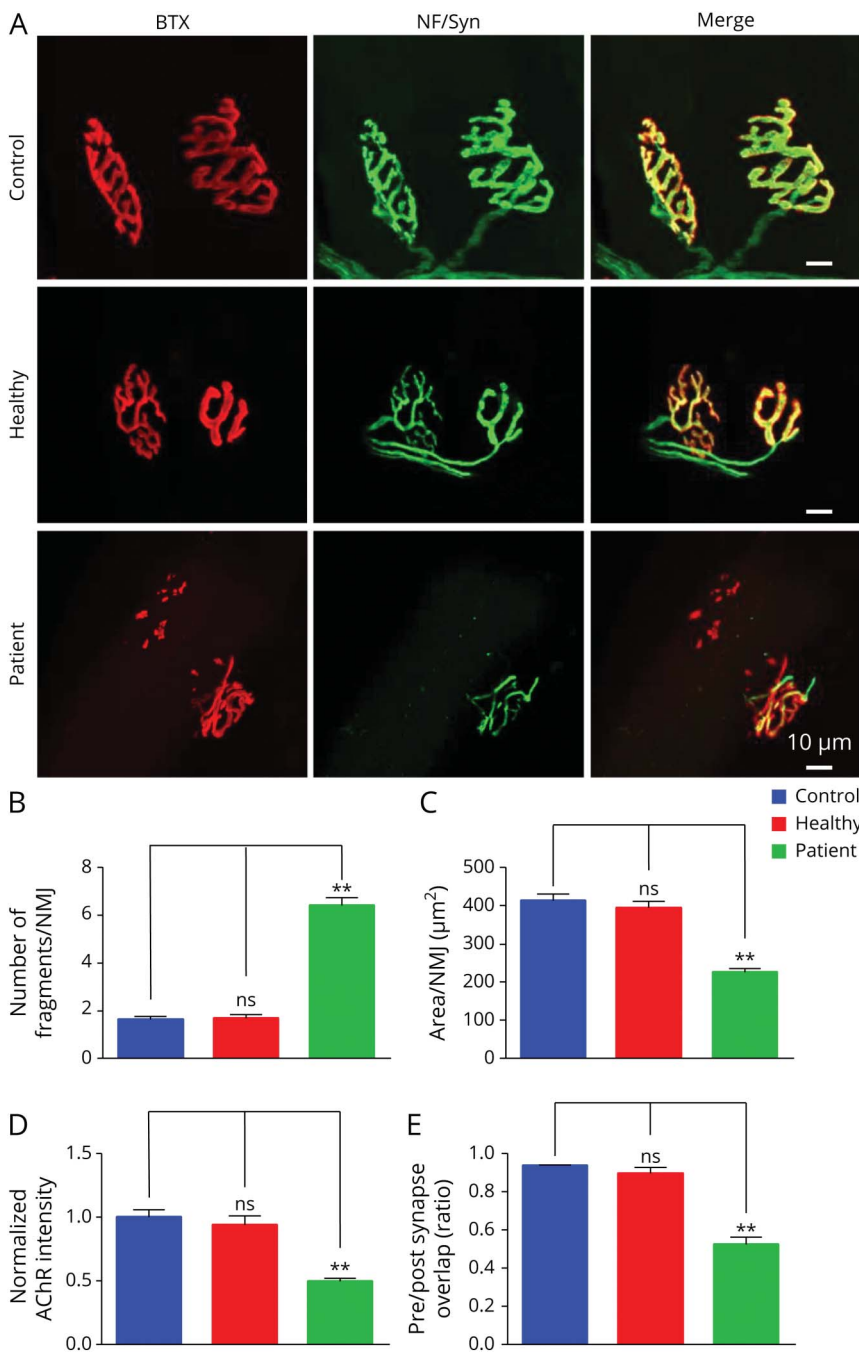 A
BTX
NF/Syn
Merge
Control
Healthy
Patient
10 µm
B
Number of
fragments/NMJ
8
6
4
2
0
ns
**
C
Control
Healthy
Patient
Area/NMJ (µm²)
500
400
300
200
100
0
ns
**
D
Normalized
AChR intensity
1.5
1.0
0.5
0.0
ns
**
E
Pre/post synapse
overlap (ratio)
1.0
0.8
0.6
0.4
0.2
0.0
ns
**